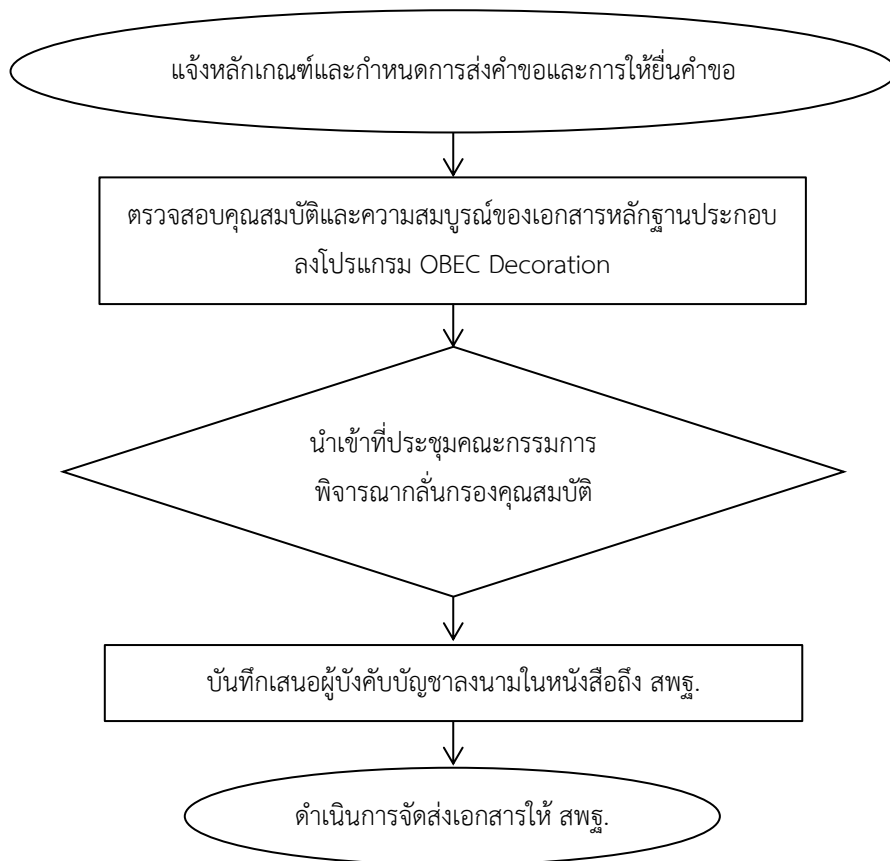 แจ้งหลักเกณฑ์และกำหนดการส่งคำขอและการให้ยื่นคำขอ
ตรวจสอบคุณสมบัติและความสมบูรณ์ของเอกสารหลักฐานประกอบ
ลงโปรแกรม OBEC Decoration
นำเข้าที่ประชุมคณะกรรมการ
พิจารณากลั่นกรองคุณสมบัติ
บันทึกเสนอผู้บังคับบัญชาลงนามในหนังสือถึง สพฐ.
ดำเนินการจัดส่งเอกสารให้ สพฐ.